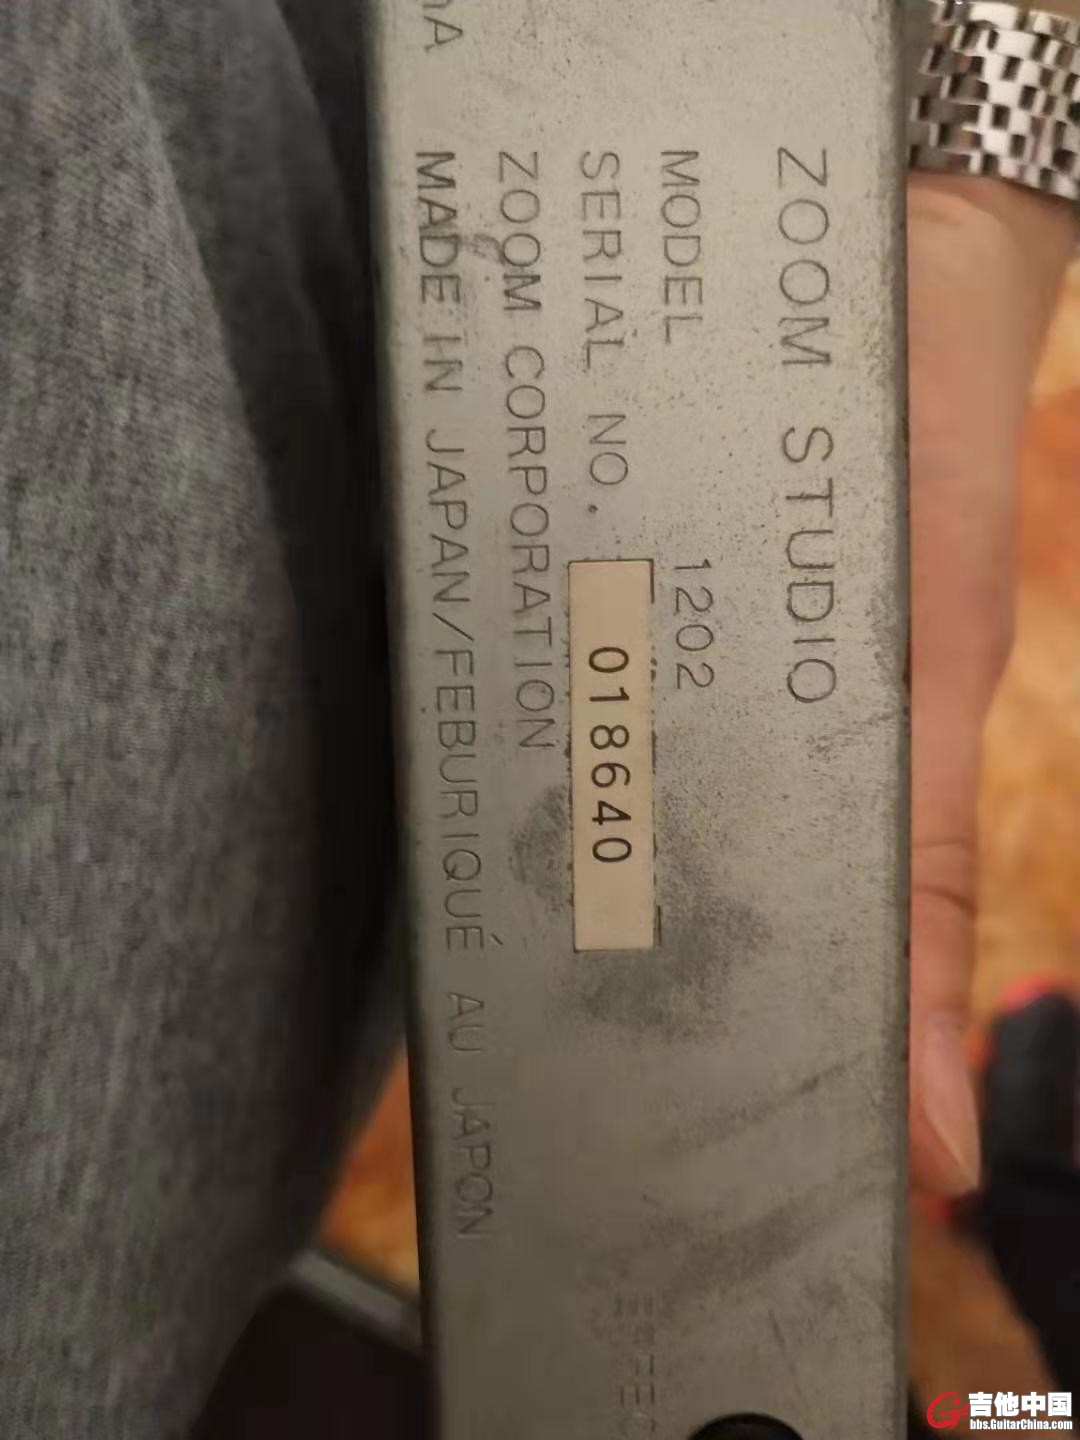 ZOOM STUDIO
MODEL 1202
SERIAL NO. 018640
ZOOM CORPORATION
MADE IN JAPAN/FEBURIQUÉ AU JAPON
吉他中国
bbs.GuitarChina.com